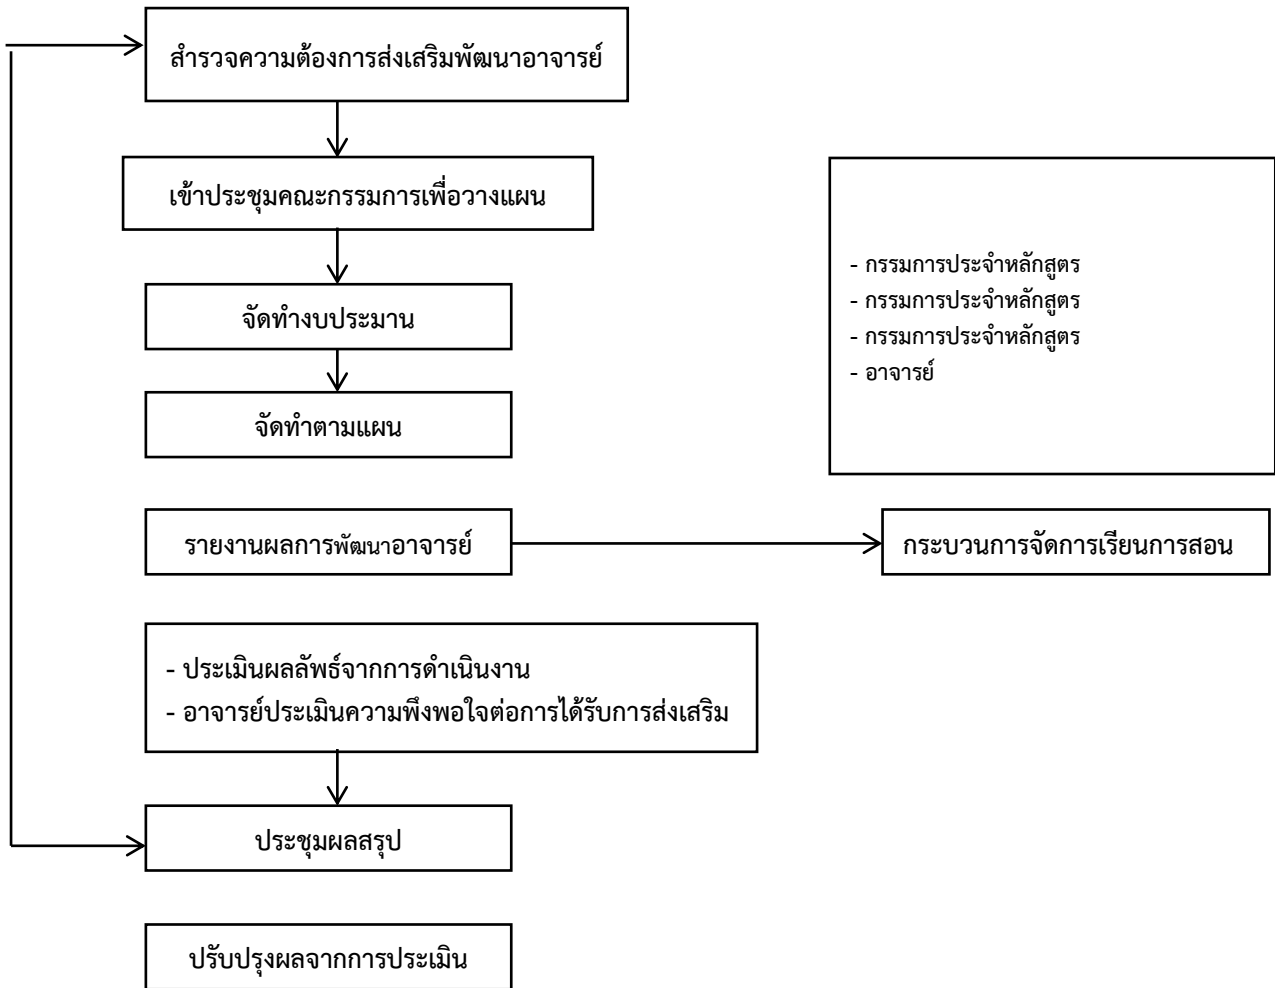 สำรวจความต้องการส่งเสริมพัฒนาอาจารย์
เข้าประชุมคณะกรรมการเพื่อวางแผน
- กรรมการประจำหลักสูตร
- กรรมการประจำหลักสูตร
- กรรมการประจำหลักสูตร
- อาจารย์
จัดทำงบประมาน
จัดทำตามแผน
รายงานผลการพัฒนาอาจารย์
กระบวนการจัดการเรียนการสอน
- ประเมินผลลัพธ์จากการดำเนินงาน
- อาจารย์ประเมินความพึงพอใจต่อการได้รับการส่งเสริม
ประชุมผลสรุป
ปรับปรุงผลจากการประเมิน